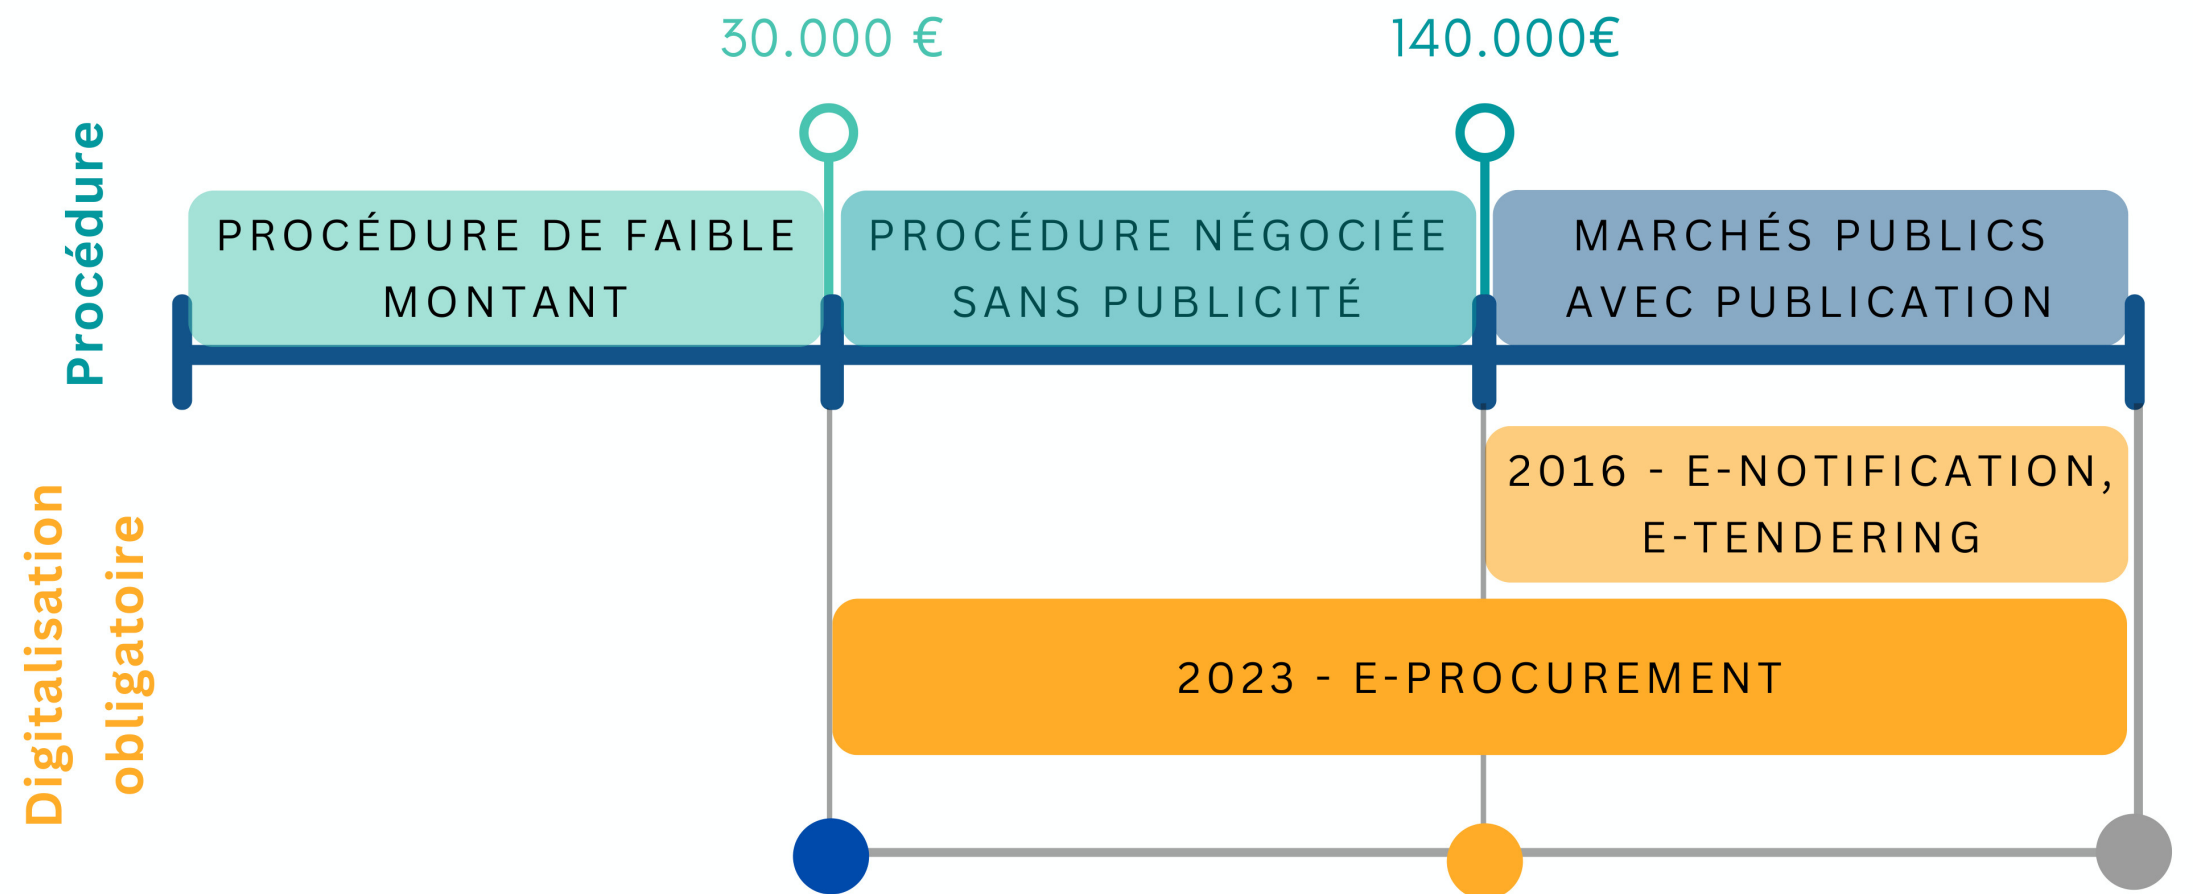 30.000 €
140.000€
Procédure
PROCÉDURE DE FAIBLE
MONTANT
PROCÉDURE NÉGOCIÉE
SANS PUBLICITÉ
MARCHÉS PUBLICS
AVEC PUBLICATION
Digitalisation
obligatoire
2016 - E-NOTIFICATION,
E-TENDERING
2023 - E-PROCUREMENT